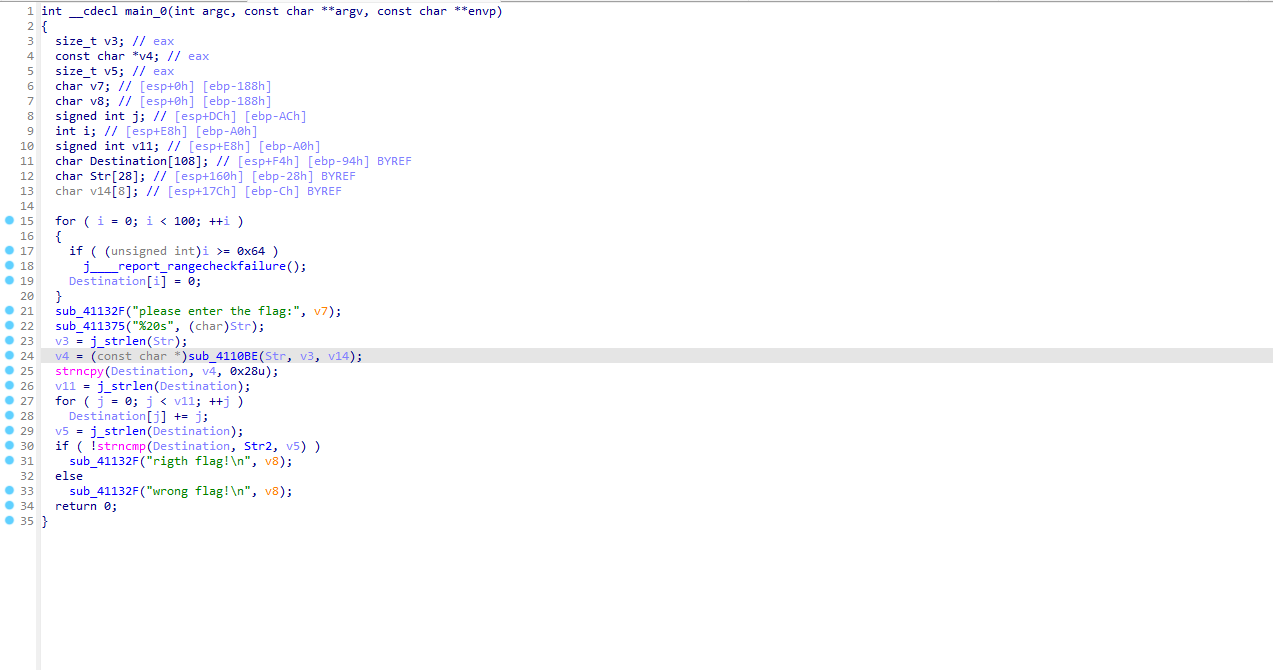 1 int __cdecl main_0(int argc, const char **argv, const char **envp)
2 {
3 size_t v3; // eax
4 const char *v4; // eax
5 size_t v5; // eax
6 char v7; // [esp+0h] [ebp-188h]
7 char v8; // [esp+0h] [ebp-188h]
8 signed int j; // [esp+DCh] [ebp-ACh]
9 int i; // [esp+E8h] [ebp-A0h]
10 signed int v11; // [esp+E8h] [ebp-A0h]
11 char Destination[108]; // [esp+F4h] [ebp-94h] BYREF
12 char Str[28]; // [esp+160h] [ebp-28h] BYREF
13 char v14[8]; // [esp+17Ch] [ebp-Ch] BYREF
14
15 for ( i = 0; i < 100; ++i )
16 {
17 if ( (unsigned int)i >= 0x64 )
18 j____report_rangecheckfailure();
19 Destination[i] = 0;
20 }
21 sub_41132F("please enter the flag:", v7);
22 sub_411375("%20s", (char)Str);
23 v3 = j_strlen(Str);
24 v4 = (const char *)sub_4110BE(Str, v3, v14);
25 strncpy(Destination, v4, 0x28u);
26 v11 = j_strlen(Destination);
27 for ( j = 0; j < v11; ++j )
28 Destination[j] += j;
29 v5 = j_strlen(Destination);
30 if ( !strncmp(Destination, Str2, v5) )
31 sub_41132F("rigth flag!\n", v8);
32 else
33 sub_41132F("wrong flag!\n", v8);
34 return 0;
35 }